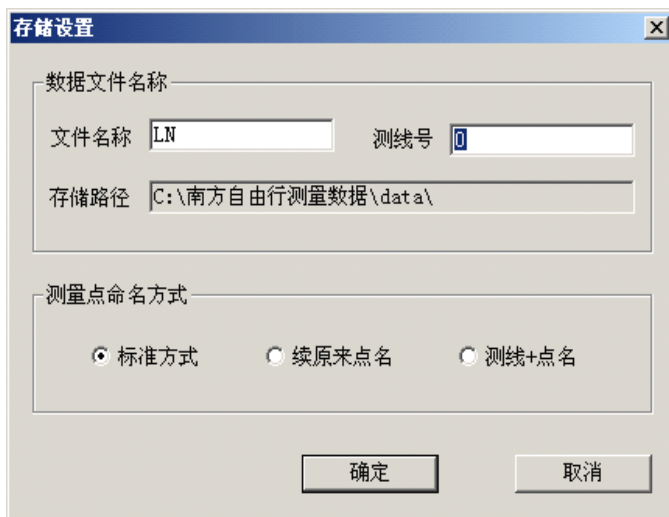 存储设置
数据文件名称
文件名称 LN 测线号 0
存储路径 C:\南方自由行测量数据\data\
测量点命名方式
标准方式 续原来点名 测线+点名
确定 取消